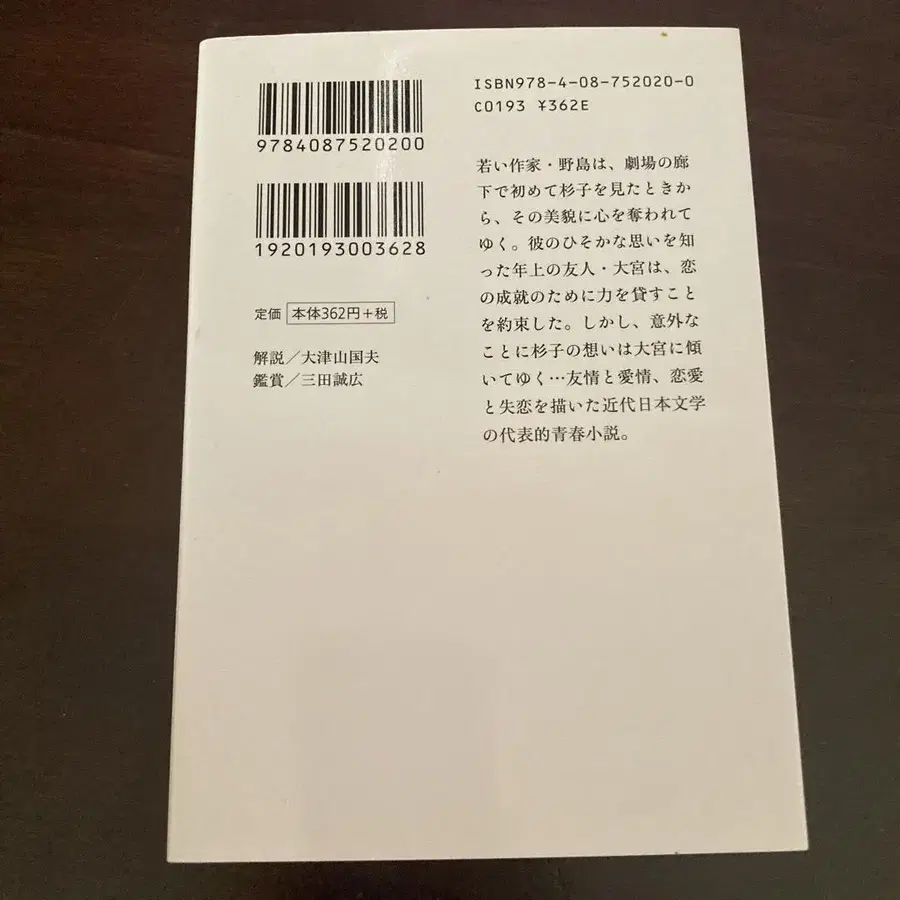 9784087520200
1920193003628
定価 本体362円+税
解説/大津山国夫
鑑賞/三田誠広
ISBN978-4-08-752020-0
C0193 ¥362E
若い作家・野島は、劇場の廊
下で初めて杉子を見たときか
ら、その美貌に心を奪われて
ゆく。彼のひそかな思いを知
った年上の友人・大宮は、恋
の成就のために力を貸すこと
を約束した。しかし、意外な
ことに杉子の想いは大宮に傾
いてゆく…友情と愛情、恋愛
と失恋を描いた近代日本文学
の代表的青春小説。